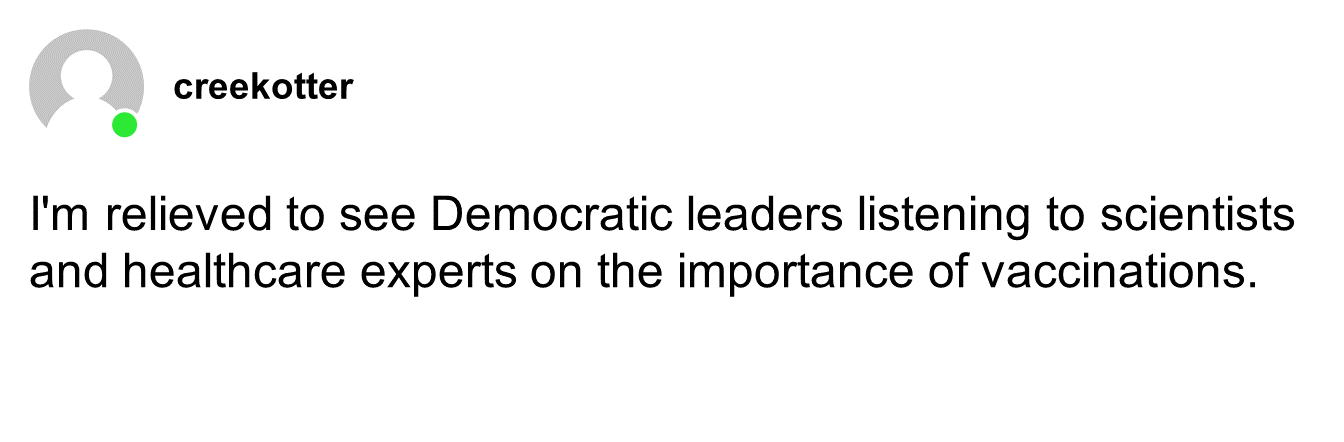 creekotter
I'm relieved to see Democratic leaders listening to scientists
and healthcare experts on the importance of vaccinations.